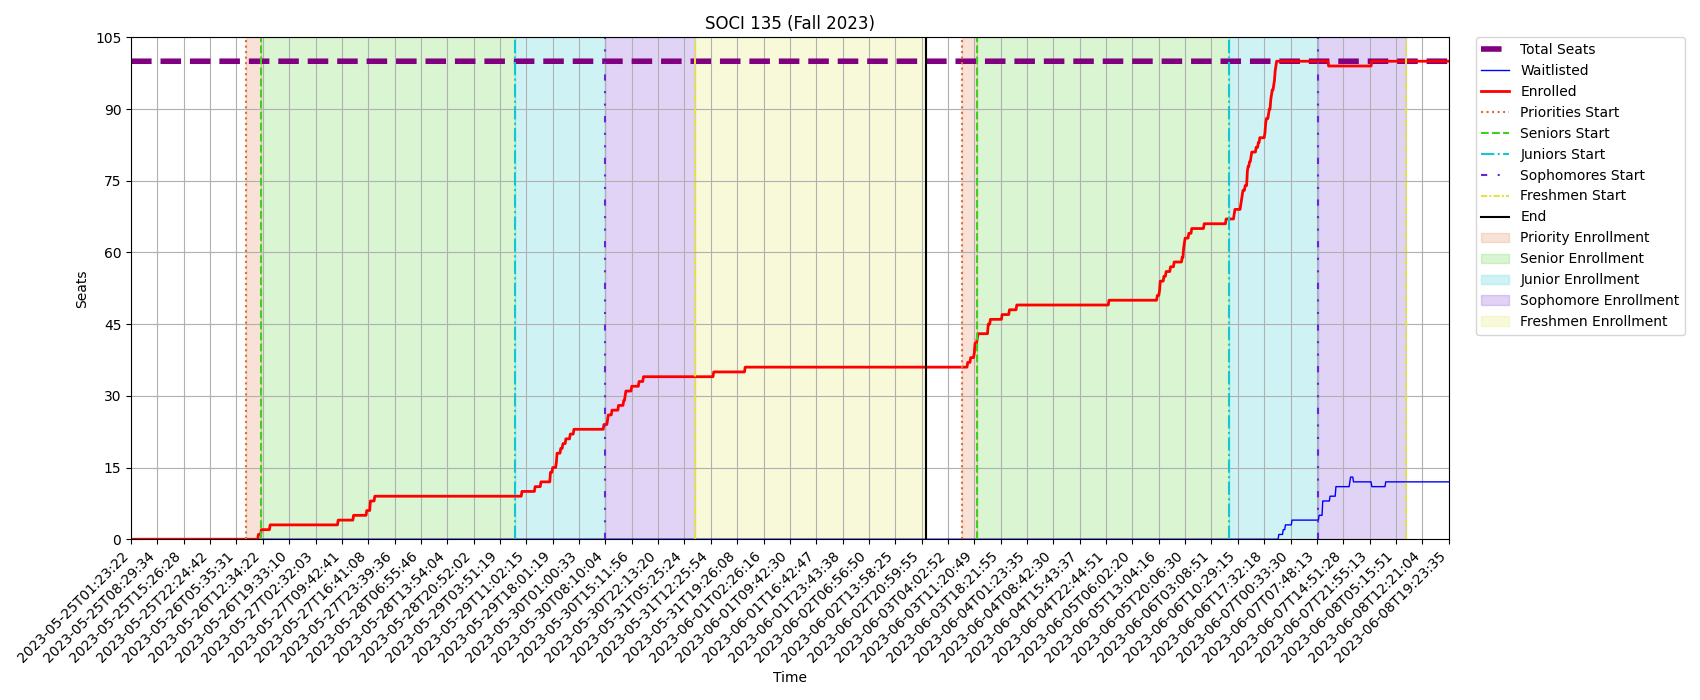 SOCI 135 (Fall 2023)
105
90
75
60
45
30
15
0
Seats
Total Seats
Waitlisted
Enrolled
Priorities Start
Seniors Start
Juniors Start
Sophomores Start
Freshmen Start
End
Priority Enrollment
Senior Enrollment
Junior Enrollment
Sophomore Enrollment
Freshmen Enrollment
2023-05-25T01:23:22
2023-05-25T08:29:34
2023-05-25T15:26:28
2023-05-25T22:24:42
2023-05-26T05:35:31
2023-05-26T12:34:22
2023-05-26T19:33:10
2023-05-27T02:32:03
2023-05-27T09:42:41
2023-05-27T16:41:08
2023-05-27T23:39:36
2023-05-28T06:55:46
2023-05-28T13:54:04
2023-05-28T20:52:02
2023-05-29T03:51:19
2023-05-29T11:02:15
2023-05-29T18:01:19
2023-05-30T01:00:33
2023-05-30T08:10:04
2023-05-30T15:11:56
2023-05-30T22:13:20
2023-05-31T05:25:24
2023-05-31T12:25:54
2023-05-31T19:26:08
2023-06-01T02:26:16
2023-06-01T09:42:30
2023-06-01T16:42:47
2023-06-01T23:43:38
2023-06-02T06:56:50
2023-06-02T13:58:25
2023-06-02T20:59:55
2023-06-03T04:02:52
2023-06-03T11:20:49
2023-06-03T18:21:55
2023-06-04T01:23:35
2023-06-04T08:42:30
2023-06-04T15:43:37
2023-06-04T22:44:51
2023-06-05T06:02:20
2023-06-05T13:04:16
2023-06-05T20:06:30
2023-06-06T03:08:51
2023-06-06T10:29:15
2023-06-06T17:32:18
2023-06-07T00:33:30
2023-06-07T07:48:13
2023-06-07T14:51:28
2023-06-07T21:55:13
2023-06-08T05:15:51
2023-06-08T12:21:04
2023-06-08T19:23:35
Time